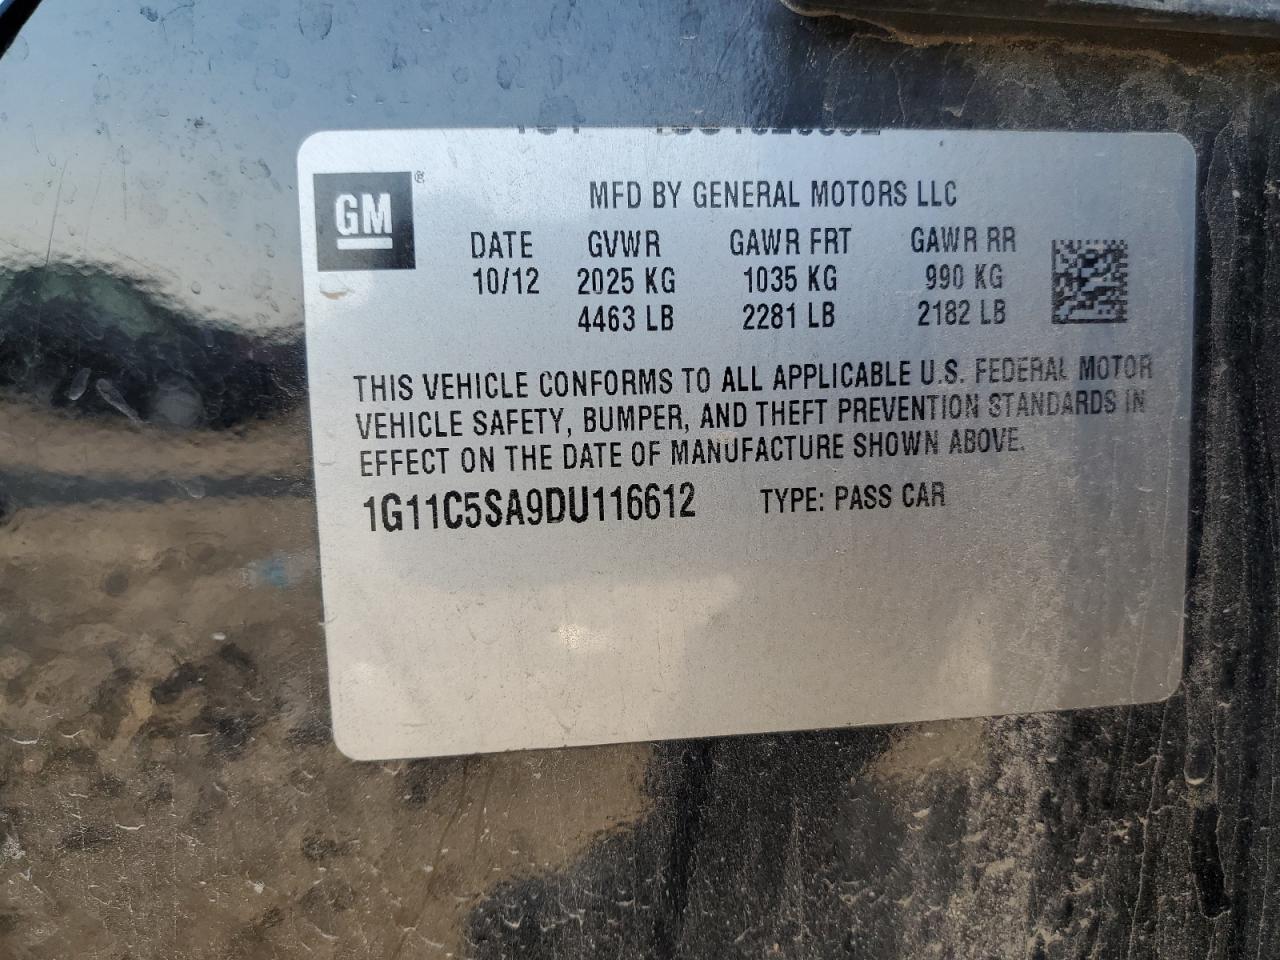 GM
®
MFD BY GENERAL MOTORS LLC
DATE GVWR GAWR FRT GAWR RR
10/12 2025 KG 1035 KG 990 KG
4463 LB 2281 LB 2182 LB
THIS VEHICLE CONFORMS TO ALL APPLICABLE U.S. FEDERAL MOTOR
VEHICLE SAFETY, BUMPER, AND THEFT PREVENTION STANDARDS IN
EFFECT ON THE DATE OF MANUFACTURE SHOWN ABOVE.
1G11C5SA9DU116612 TYPE: PASS CAR